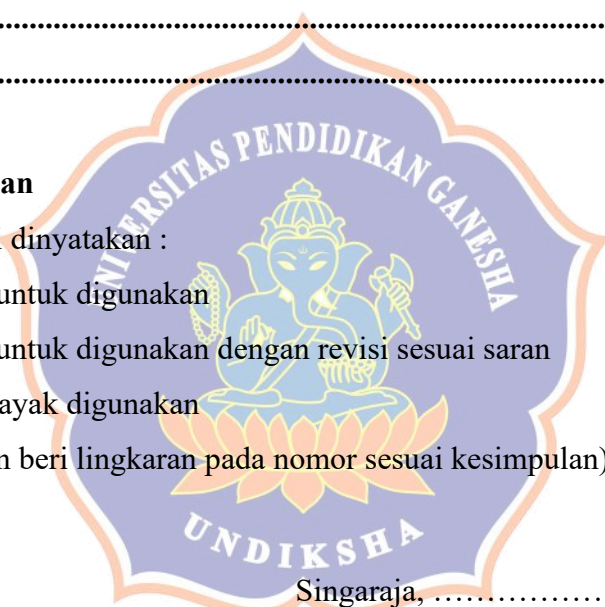 ................................................................................
................................................................................
UNIVERSITAS PENDIDIKAN GANESHA
an
dinyatakan :
untuk digunakan
untuk digunakan dengan revisi sesuai saran
ayak digunakan
n beri lingkaran pada nomor sesuai kesimpulan)
UNDIKSHA
Singaraja, ………………